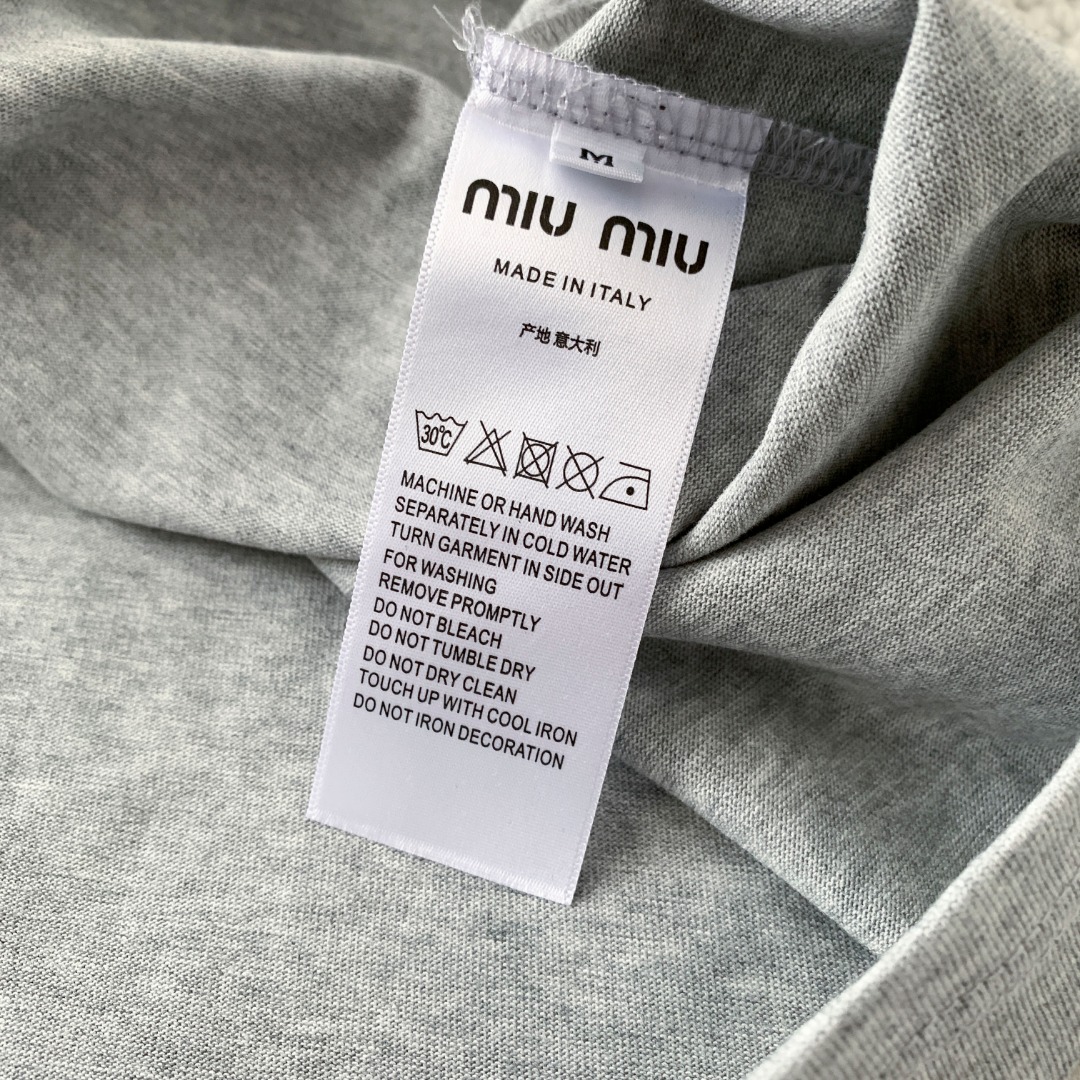 M
miu miu
MADE IN ITALY
产地 意大利
30℃
MACHINE OR HAND WASH
SEPARATELY IN COLD WATER
TURN GARMENT IN SIDE OUT
FOR WASHING
REMOVE PROMPTLY
DO NOT BLEACH
DO NOT TUMBLE DRY
DO NOT DRY CLEAN
TOUCH UP WITH COOL IRON
DO NOT IRON DECORATION